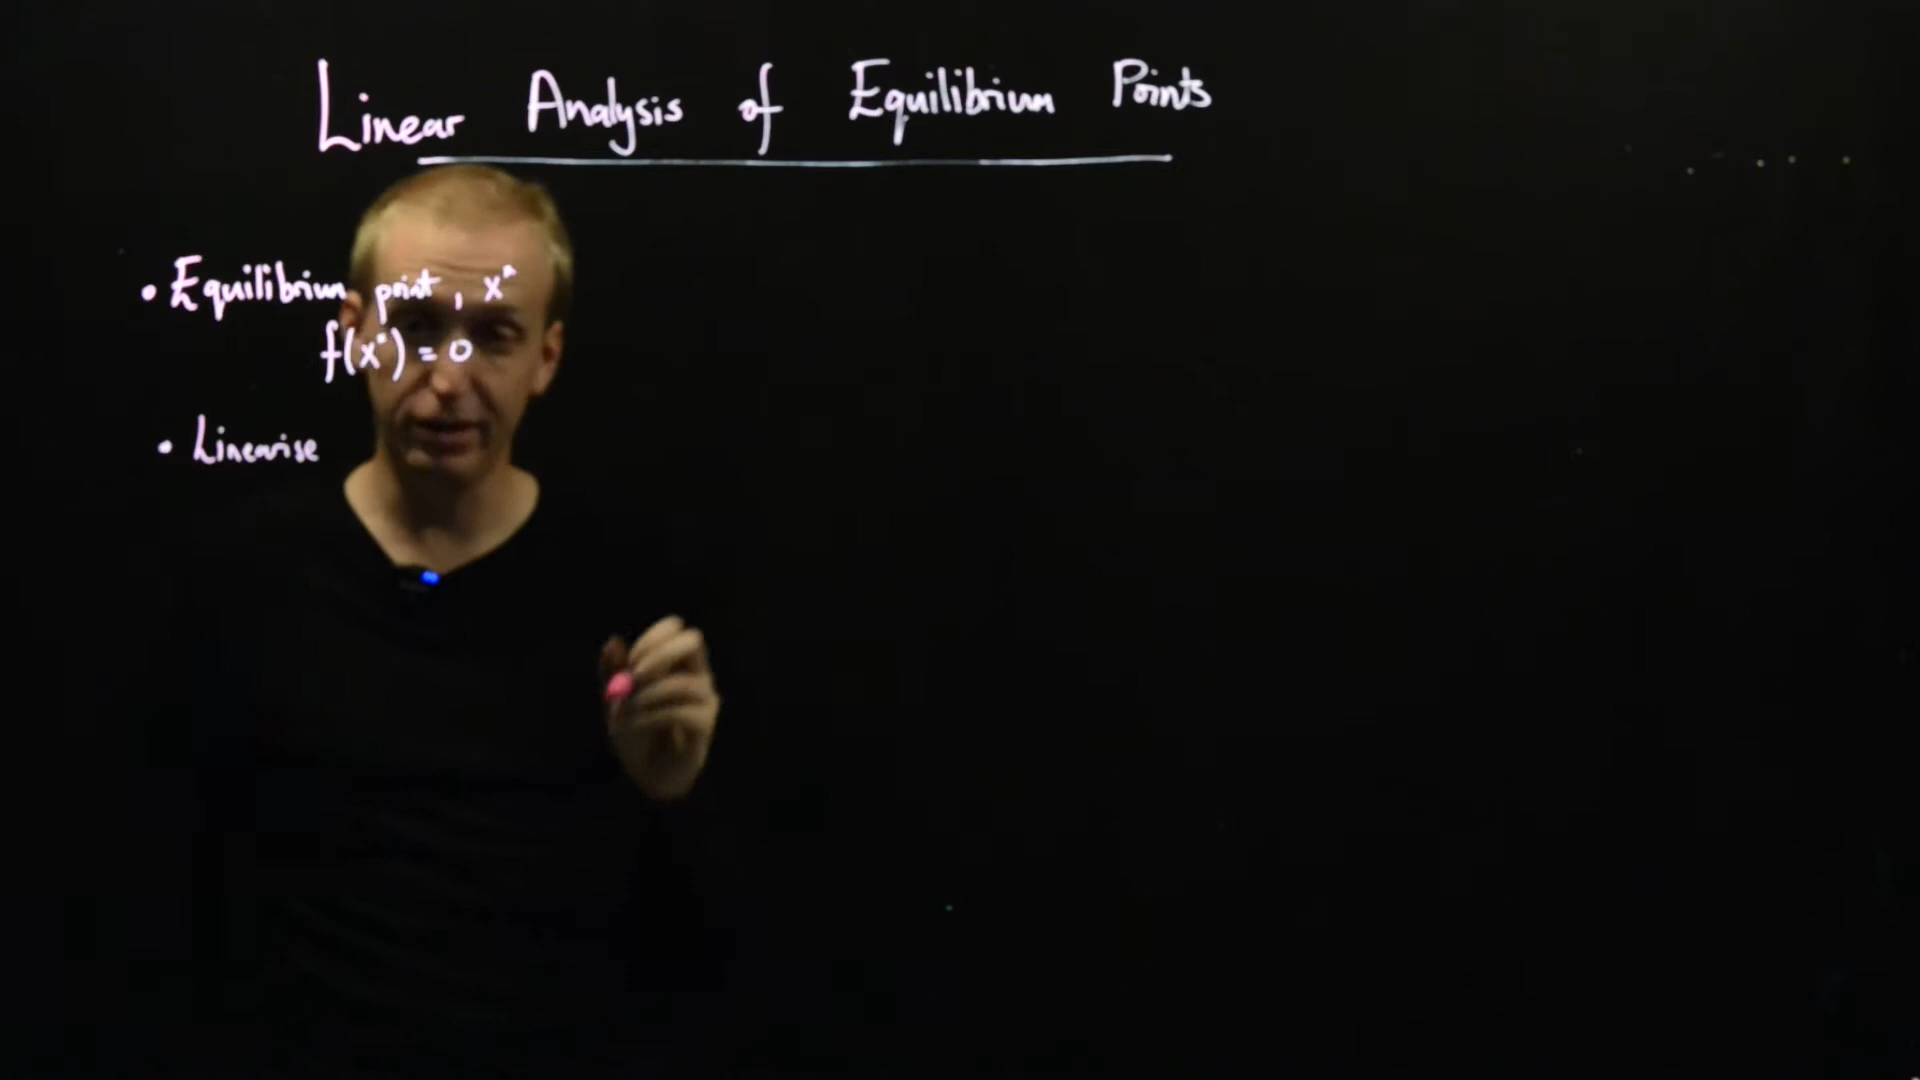 Linear Analysis of Equilibrium Points
• Equilibrium point, x*
f(x*) = 0
• Linearise